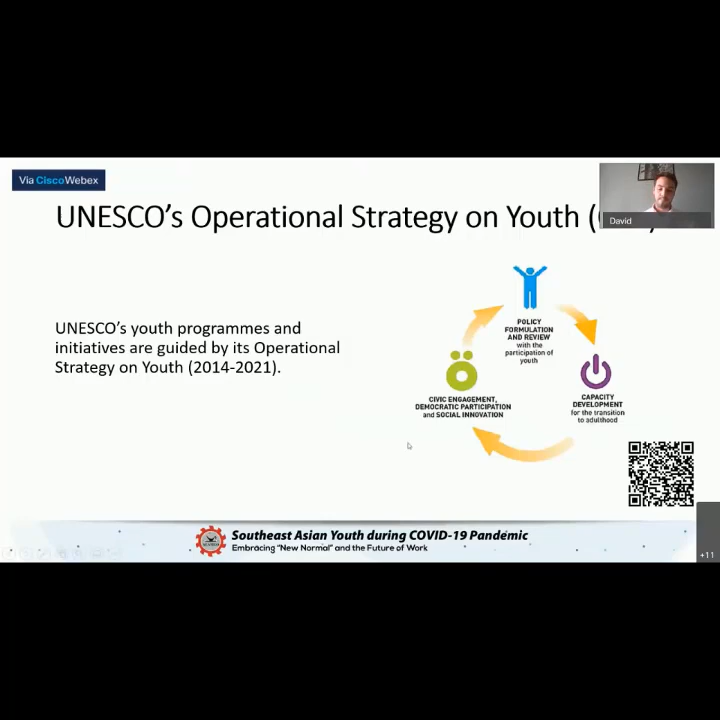 Via CiscoWebex
David
UNESCO's Operational Strategy on Youth (
UNESCO's youth programmes and
initiatives are guided by its Operational
Strategy on Youth (2014-2021).
POLICY
FORMULATION
AND REVIEW
with the
participation of
youth
CIVIC ENGAGEMENT,
DEMOCRATIC PARTICIPATION
and SOCIAL INNOVATION
CAPACITY
DEVELOPMENT
for the transition
to adulthood
Southeast Asian Youth during COVID-19 Pandemic
Embracing "New Normal" and the Future of Work
+11